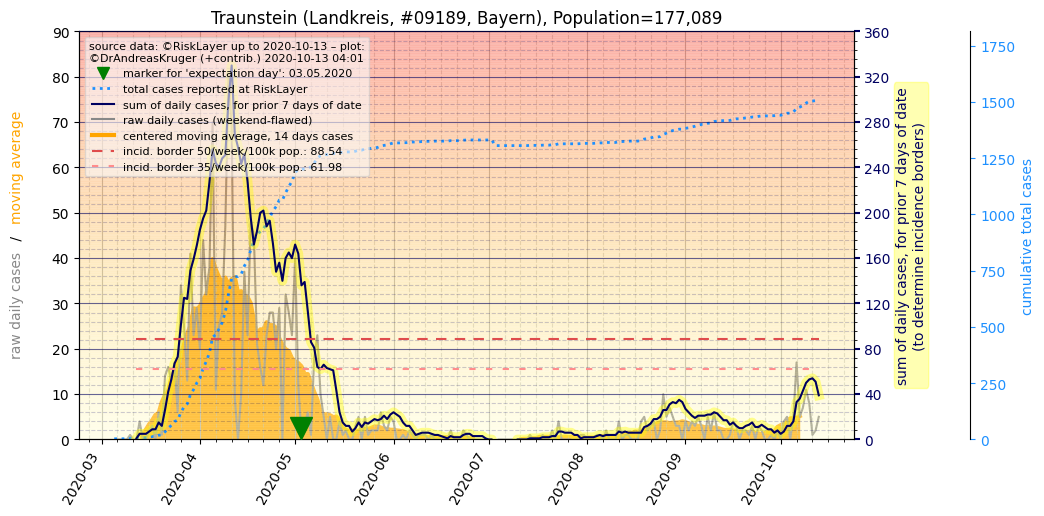 Traunstein (Landkreis, #09189, Bayern), Population=177,089
source data: ©RiskLayer up to 2020-10-13 – plot:
©DrAndreasKruger (+contrib.) 2020-10-13 04:01
marker for 'expectation day': 03.05.2020
total cases reported at RiskLayer
sum of daily cases, for prior 7 days of date
raw daily cases (weekend-flawed)
centered moving average, 14 days cases
incid. border 50/week/100k pop.: 88.54
incid. border 35/week/100k pop.: 61.98
raw daily cases / moving average
90
80
70
60
50
40
30
20
10
0
2020-03
2020-04
2020-05
2020-06
2020-07
2020-08
2020-09
2020-10
360
320
280
240
200
160
120
80
40
0
sum of daily cases, for prior 7 days of date
(to determine incidence borders)
1750
1500
1250
1000
750
500
250
0
cumulative total cases